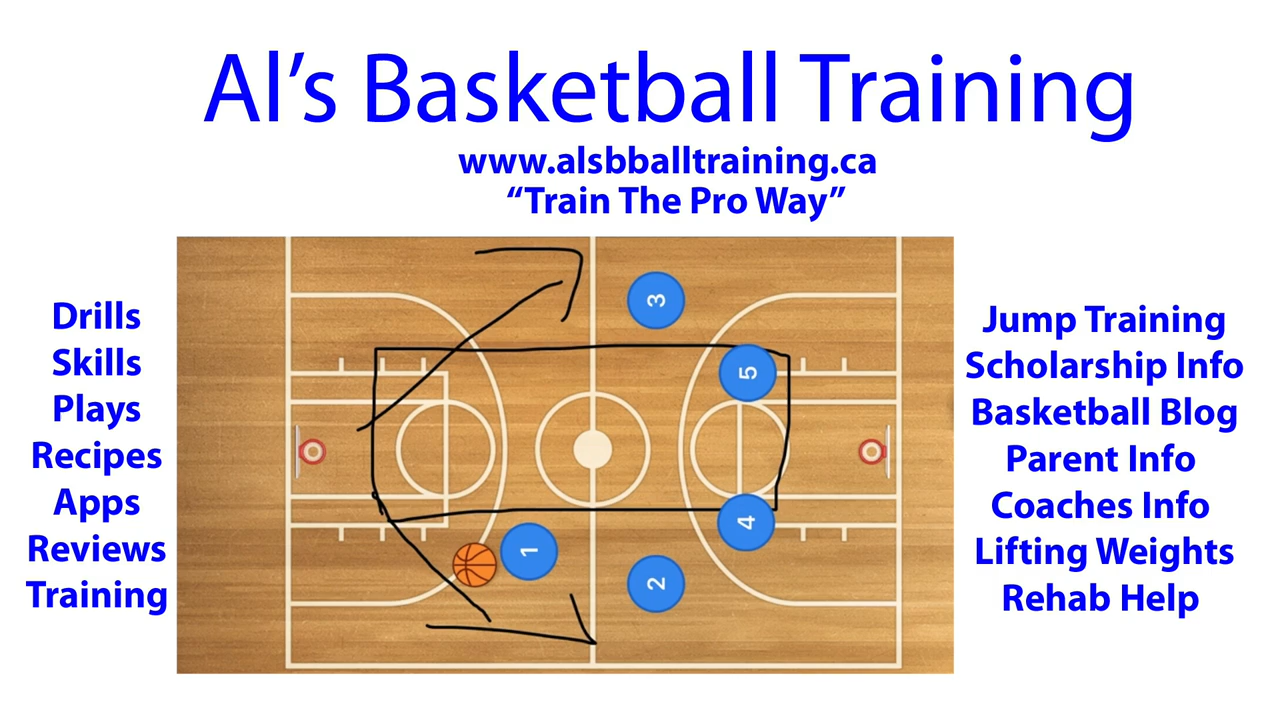 Al’s Basketball Training
www.alsbballtraining.ca
“Train The Pro Way”
Drills
Skills
Plays
Recipes
Apps
Reviews
Training
3
5
4
1
2
Jump Training
Scholarship Info
Basketball Blog
Parent Info
Coaches Info
Lifting Weights
Rehab Help